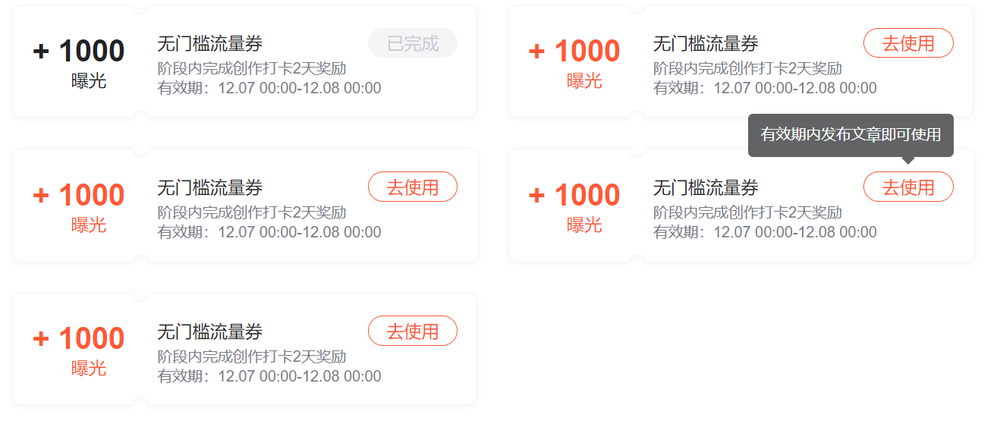 + 1000
曝光
无门槛流量券
已完成
阶段内完成创作打卡2天奖励
有效期：12.07 00:00-12.08 00:00
+ 1000
曝光
无门槛流量券
去使用
阶段内完成创作打卡2天奖励
有效期：12.07 00:00-12.08 00:00
+ 1000
曝光
无门槛流量券
去使用
阶段内完成创作打卡2天奖励
有效期：12.07 00:00-12.08 00:00
有效期内发布文章即可使用
+ 1000
曝光
无门槛流量券
去使用
阶段内完成创作打卡2天奖励
有效期：12.07 00:00-12.08 00:00
+ 1000
曝光
无门槛流量券
去使用
阶段内完成创作打卡2天奖励
有效期：12.07 00:00-12.08 00:00